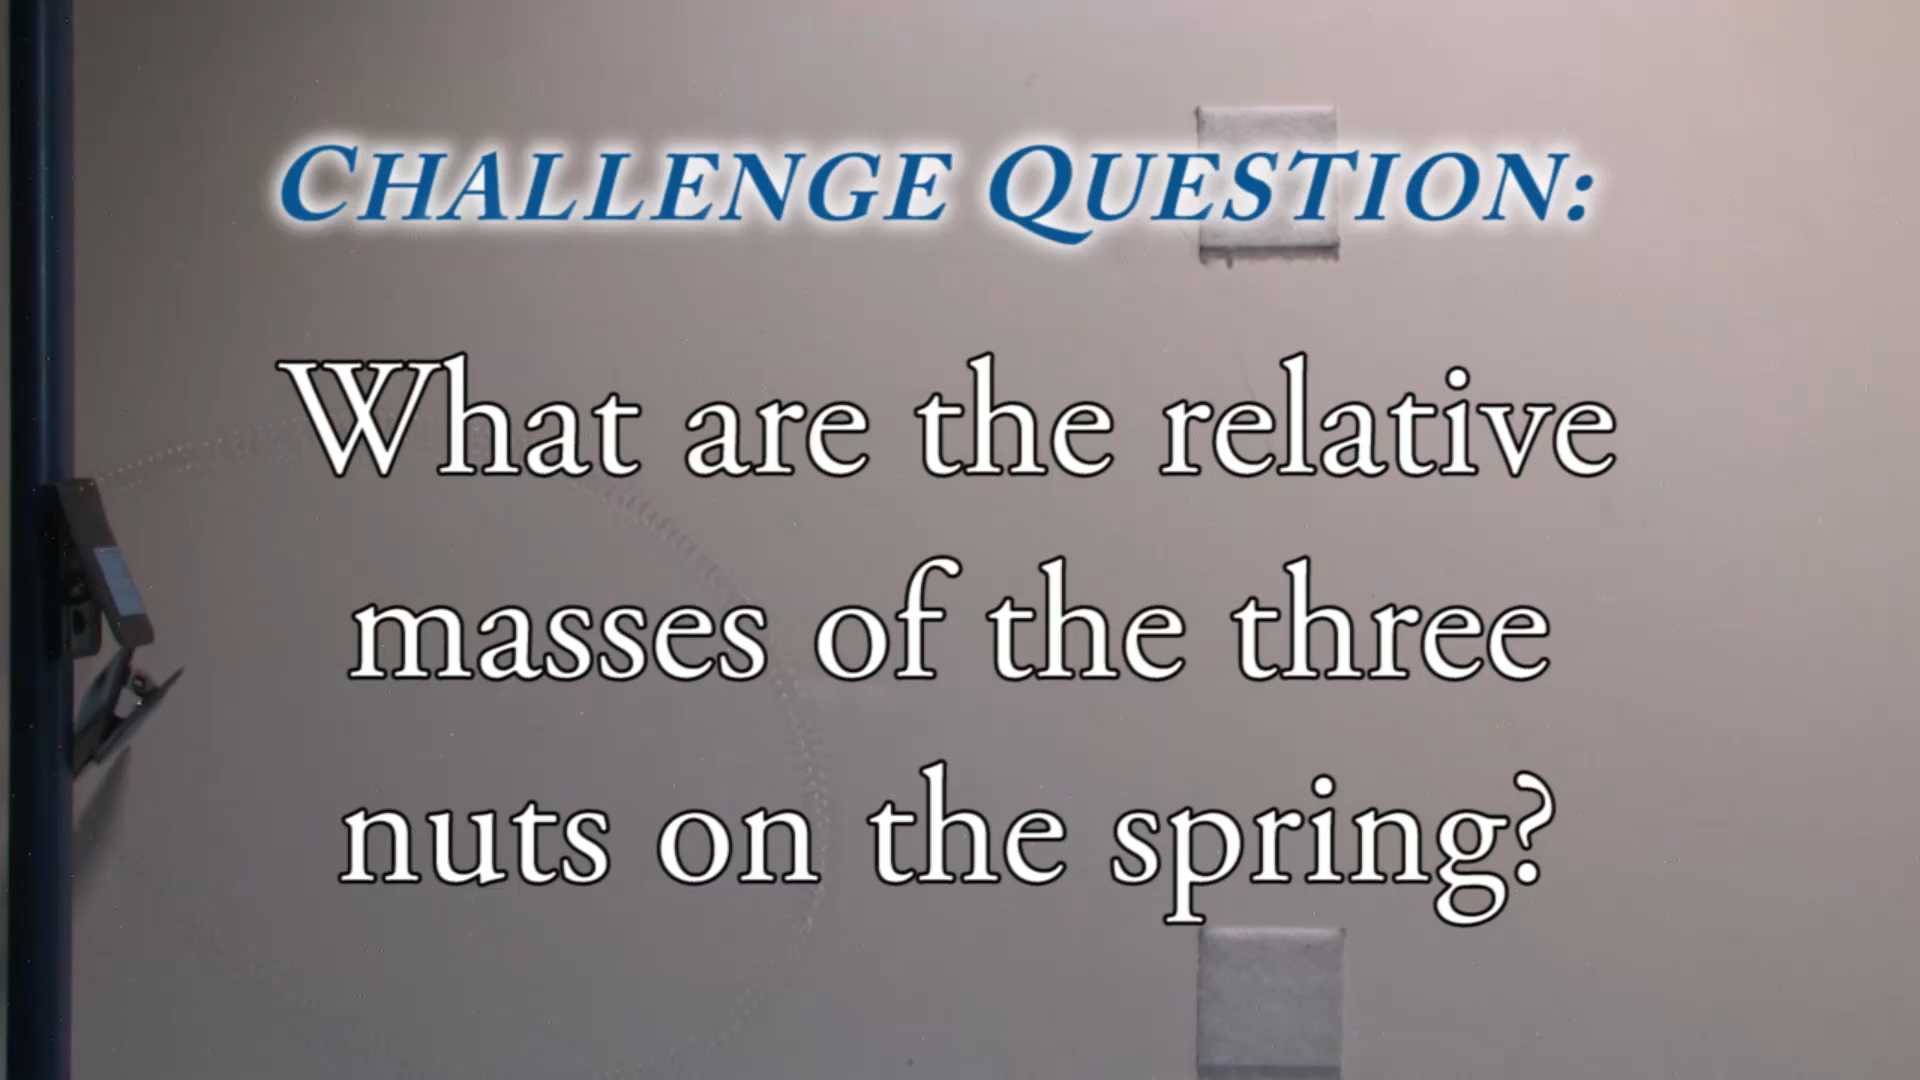 CHALLENGE QUESTION:
What are the relative
masses of the three
nuts on the spring?